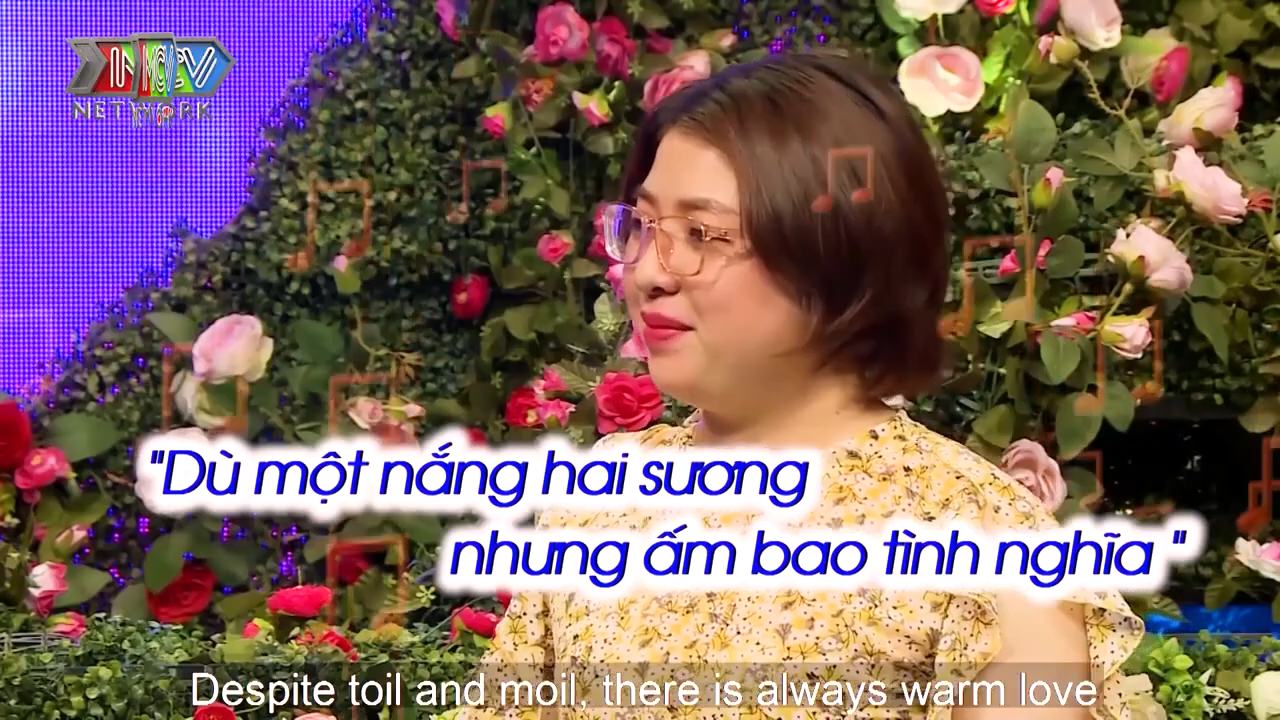 NETWORK
"Dù một nắng hai sương
nhưng ấm bao tình nghĩa "
Despite toil and moil, there is always warm love